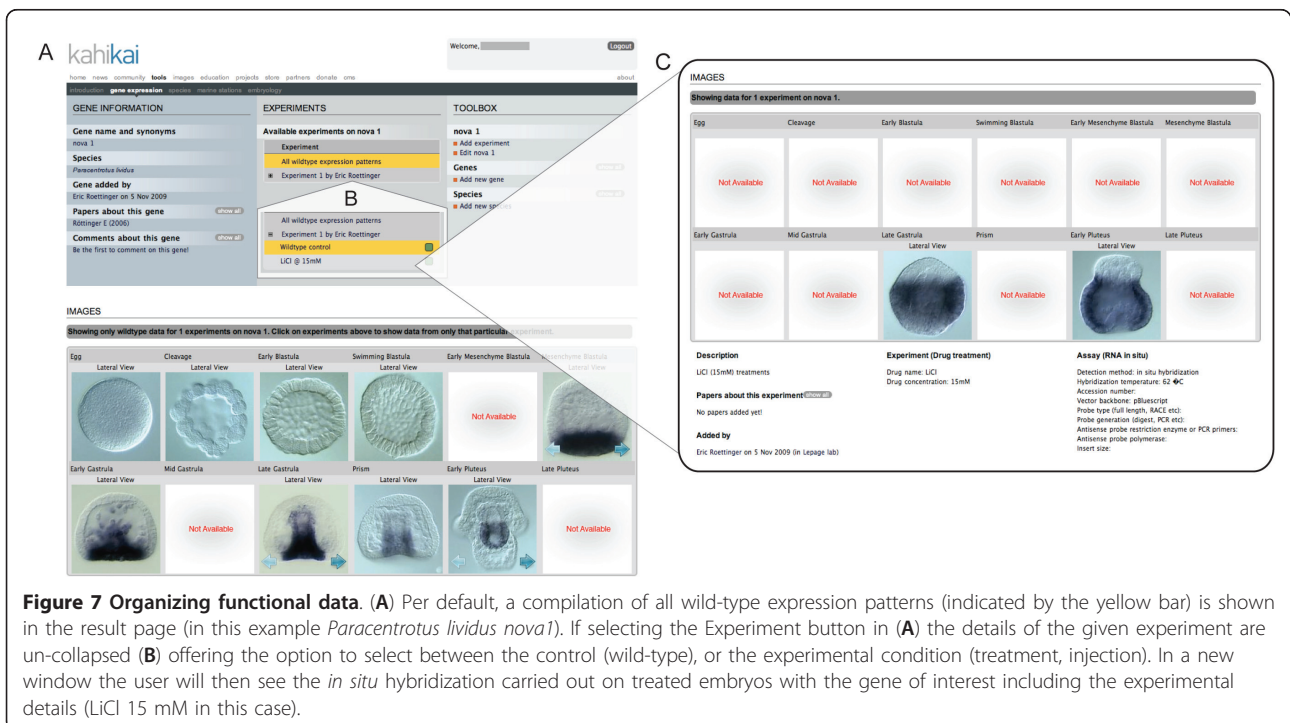 A
kahikai
Welcome,
Logout
home news community tools images education projects store partners donate cms about
introduction gene expression species marine stations embryology
GENE INFORMATION
Gene name and synonyms
nova 1
Species
Paracentrotus lividus
Gene added by
Eric Roettinger on 5 Nov 2009
Papers about this gene show all
Röttinger E (2006)
Comments about this gene show all
Be the first to comment on this gene!
EXPERIMENTS
Available experiments on nova 1
Experiment
All wildtype expression patterns
Experiment 1 by Eric Roettinger
B
All wildtype expression patterns
Experiment 1 by Eric Roettinger
Wildtype control
LiCl @ 15mM
TOOLBOX
nova 1
Add experiment
Edit nova 1
Genes show all
Add new gene
Species show all
Add new species
IMAGES
Showing only wildtype data for 1 experiments on nova 1. Click on experiments above to show data from only that particular experiment.
Egg Cleavage Early Blastula Swimming Blastula Early Mesenchyme Blastula Mesenchyme Blastula
Lateral View Lateral View Lateral View Lateral View Lateral View
Not Available
Early Gastrula Mid Gastrula Late Gastrula Prism Early Pluteus Late Pluteus
Lateral View Lateral View Lateral View Lateral View
Not Available Not Available
C
IMAGES
Showing data for 1 experiment on nova 1.
Egg Cleavage Early Blastula Swimming Blastula Early Mesenchyme Blastula Mesenchyme Blastula
Not Available Not Available Not Available Not Available Not Available Not Available
Early Gastrula Mid Gastrula Late Gastrula Prism Early Pluteus Late Pluteus
Lateral View Lateral View
Not Available Not Available Not Available Not Available
Description
LiCl (15mM) treatments
Papers about this experiment show all
No papers added yet!
Added by
Eric Roettinger on 5 Nov 2009 (in Lepage lab)
Experiment (Drug treatment)
Drug name: LiCl
Drug concentration: 15mM
Assay (RNA in situ)
Detection method: in situ hybridization
Hybridization temperature: 62 �C
Accession number:
Vector backbone: pBluescript
Probe type (full length, RACE etc):
Probe generation (digest, PCR etc):
Antisense probe restriction enzyme or PCR primers:
Antisense probe polymerase:
Insert size:
Figure 7 Organizing functional data. (A) Per default, a compilation of all wild-type expression patterns (indicated by the yellow bar) is shown
in the result page (in this example Paracentrotus lividus nova1). If selecting the Experiment button in (A) the details of the given experiment are
un-collapsed (B) offering the option to select between the control (wild-type), or the experimental condition (treatment, injection). In a new
window the user will then see the in situ hybridization carried out on treated embryos with the gene of interest including the experimental
details (LiCl 15 mM in this case).